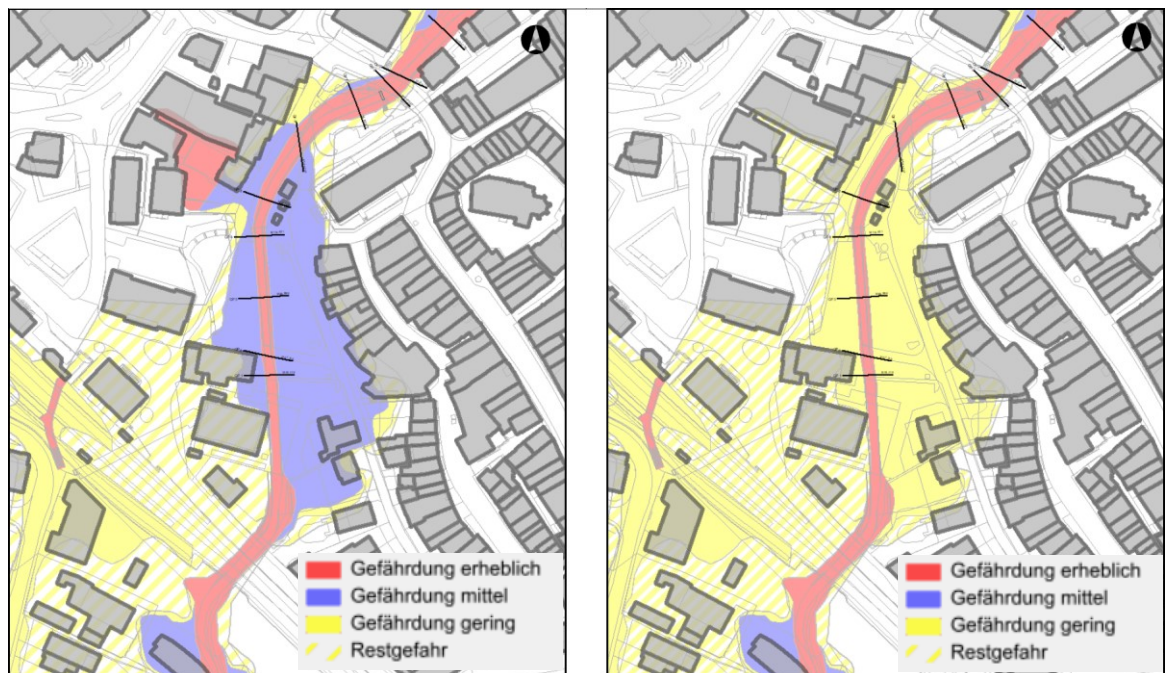 Gefährdung erheblich
Gefährdung mittel
Gefährdung gering
Restgefahr
Gefährdung erheblich
Gefährdung mittel
Gefährdung gering
Restgefahr